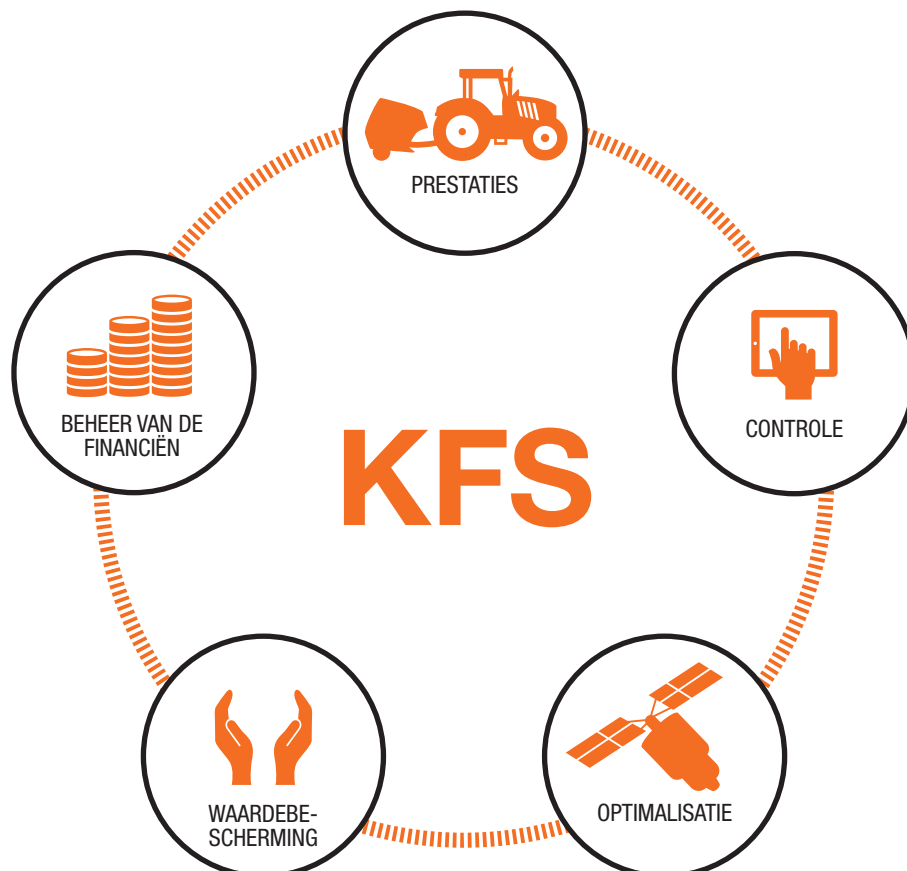 PRESTATIES
BEHEER VAN DE
FINANCIËN
CONTROLE
KFS
WAARDEBE-
SCHERMING
OPTIMALISATIE